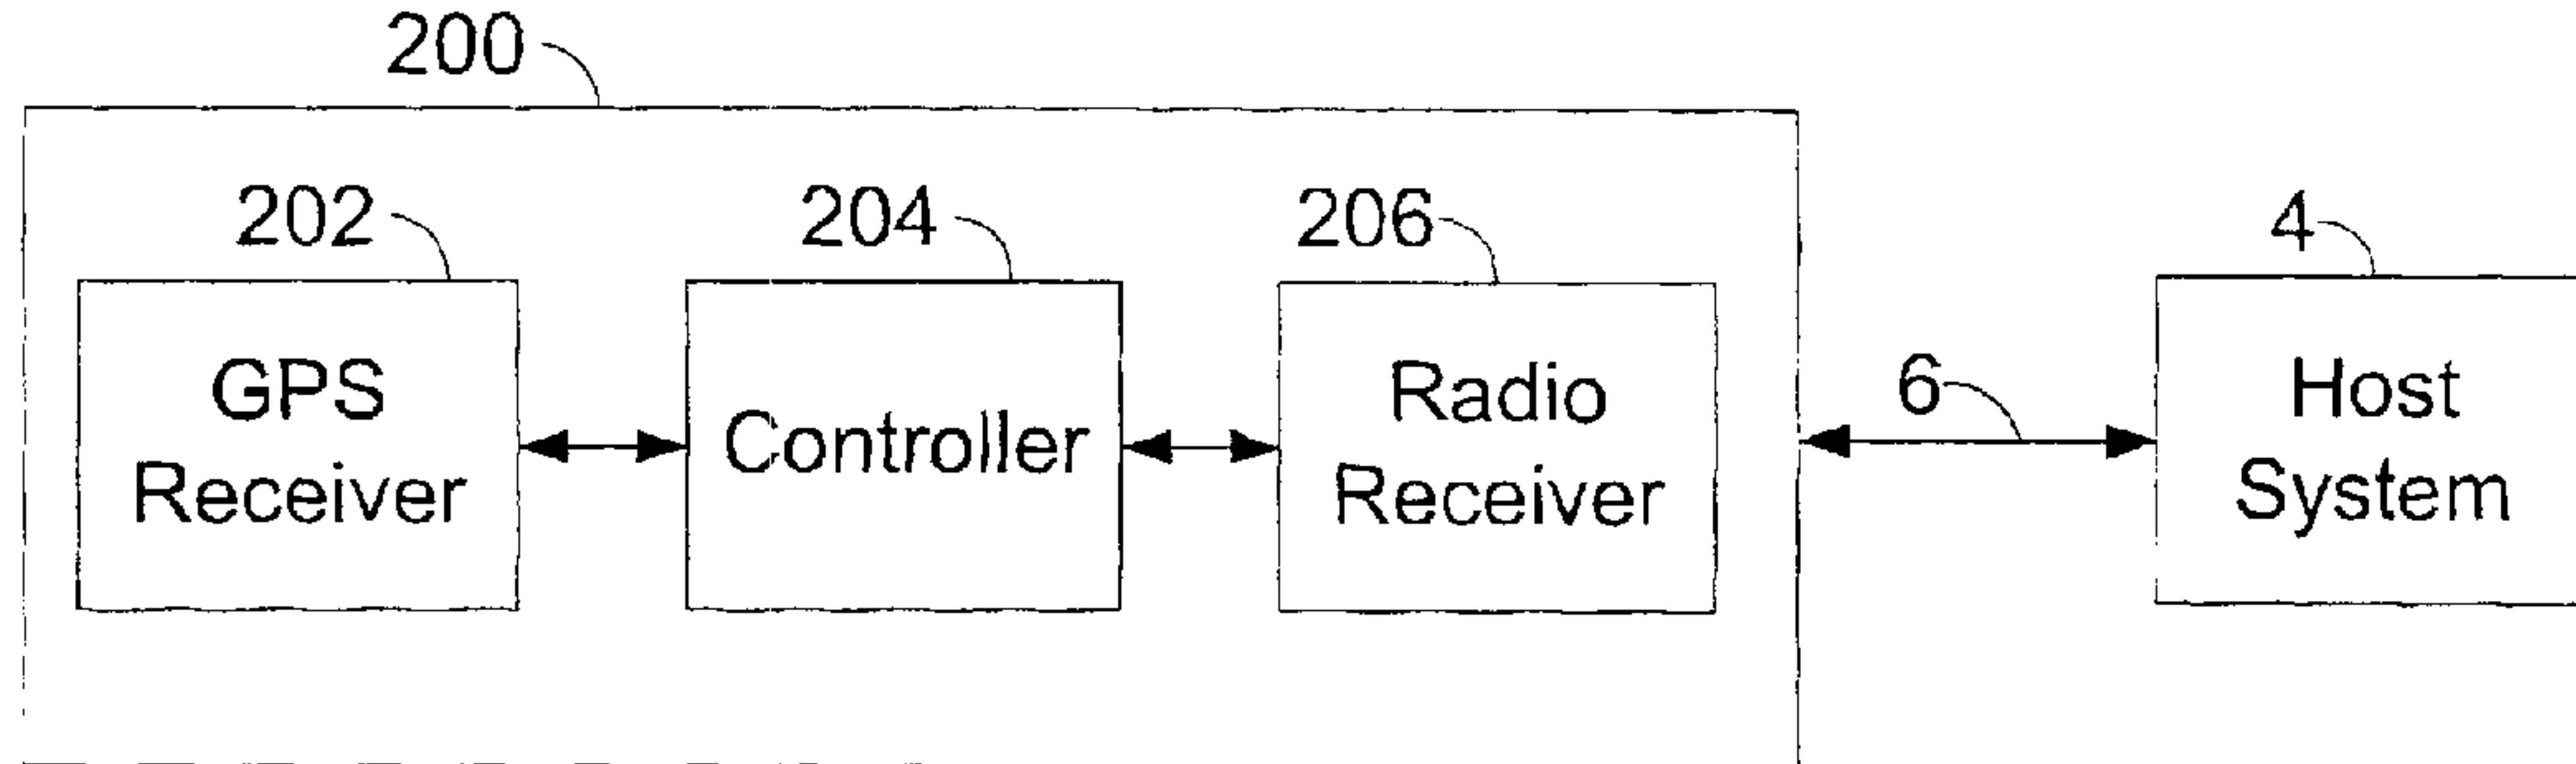 200
202
204
206
4
GPS
Receiver
Controller
Radio
Receiver
6
Host
System